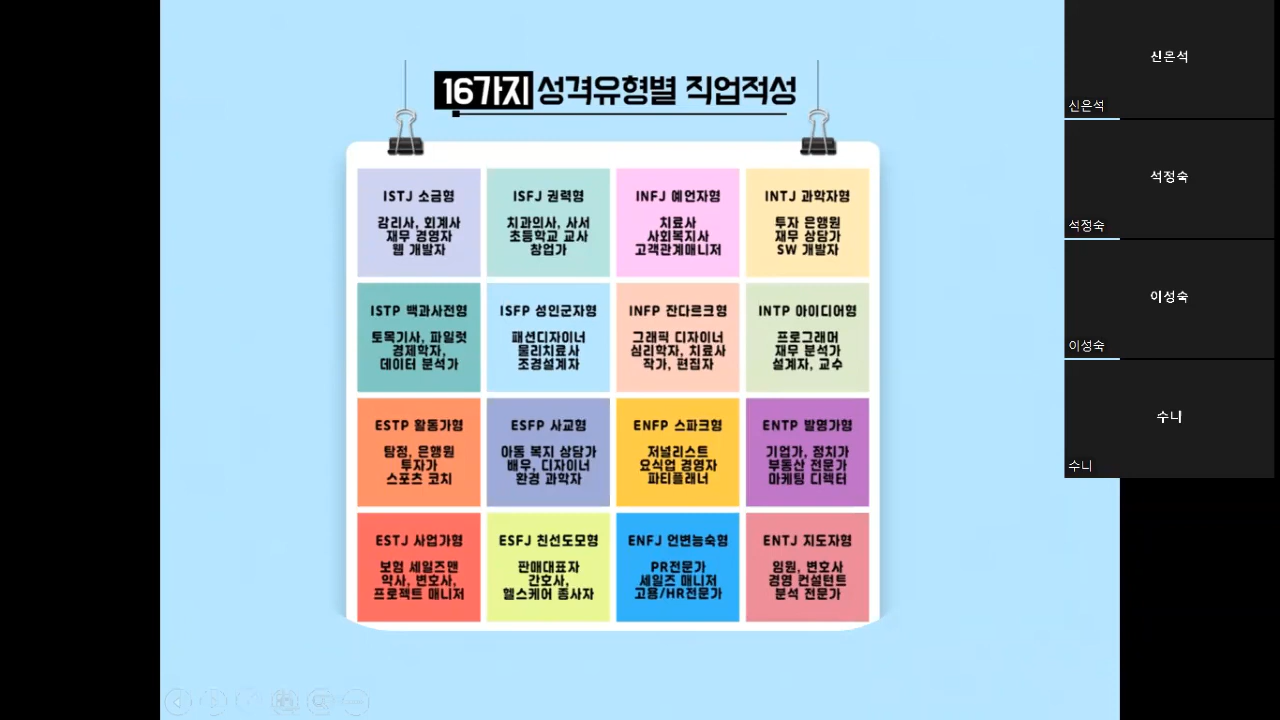 16가지 성격유형별 직업적성
ISTJ 소금형
감리사, 회계사
재무 경영자
웹 개발자
ISFJ 권력형
치과의사, 사서
초등학교 교사
창업가
INFJ 예언자형
치료사
사회복지사
고객관계매니저
INTJ 과학자형
투자 은행원
재무 상담가
SW 개발자
ISTP 백과사전형
토목기사, 파일럿
경제학자,
데이터 분석가
ISFP 성인군자형
패션디자이너
물리치료사
조경설계자
INFP 잔다르크형
그래픽 디자이너
심리학자, 치료사
작가, 편집자
INTP 아이디어형
프로그래머
재무 분석가
설계자, 교수
ESTP 활동가형
탐정, 은행원
투자가
스포츠 코치
ESFP 사교형
아동 복지 상담가
배우, 디자이너
환경 과학자
ENFP 스파크형
저널리스트
요식업 경영자
파티플래너
ENTP 발명가형
기업가, 정치가
부동산 전문가
마케팅 디렉터
ESTJ 사업가형
보험 세일즈맨
약사, 변호사,
프로젝트 매니저
ESFJ 친선도모형
판매대표자
간호사,
헬스케어 종사자
ENFJ 언변능숙형
PR전문가
세일즈 매니저
고용/HR전문가
ENTJ 지도자형
임원, 변호사
경영 컨설턴트
분석 전문가
신은석
신은석
석정숙
석정숙
이성숙
이성숙
수니
수니